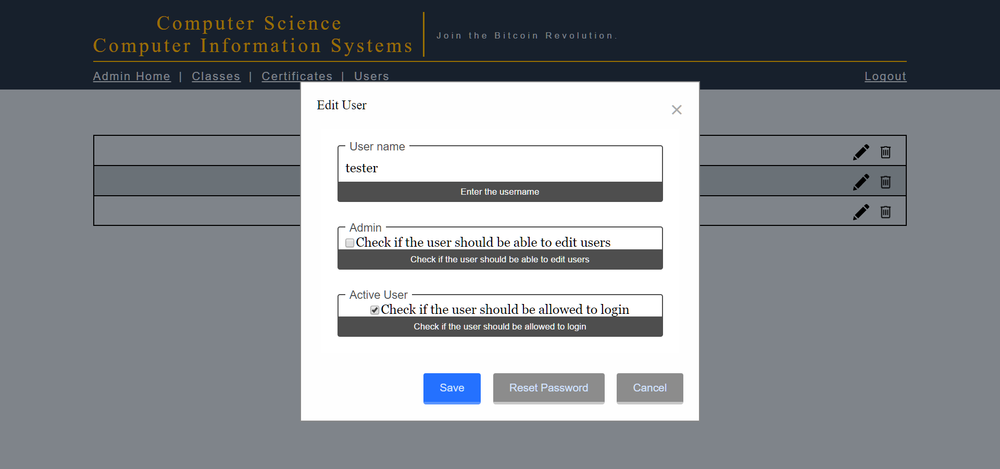 Computer Science
Computer Information Systems
Join the Bitcoin Revolution.
Admin Home | Classes | Certificates | Users
Logout
Edit User
×
User name
tester
Enter the username
Admin
Check if the user should be able to edit users
Check if the user should be able to edit users
Active User
Check if the user should be allowed to login
Check if the user should be allowed to login
Save
Reset Password
Cancel